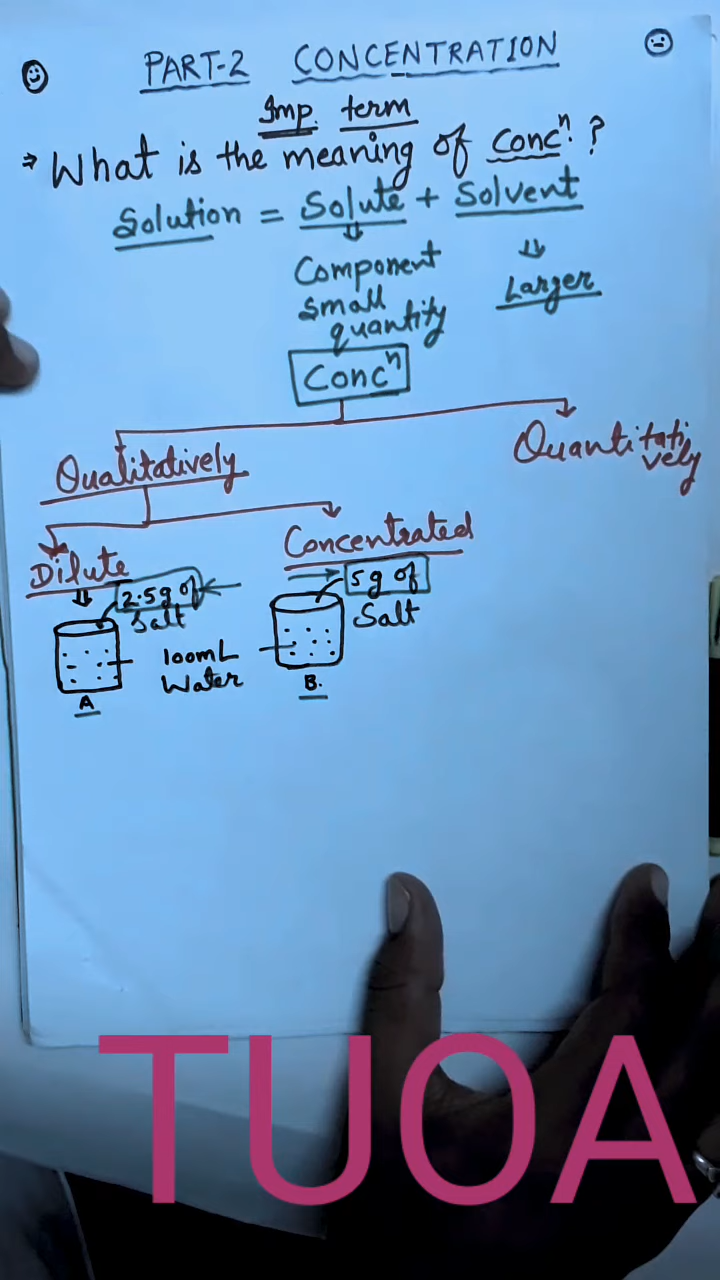 PART-2 CONCENTRATION
Imp. term
⇒ What is the meaning of Concⁿ. ?
Solution = Solute + Solvent
⇓ ⇓
Component small quantity
Larger
Concⁿ
Qualitatively
Quantitatively
Dilute
Concentrated
⇓
2.5g of Salt
5g of Salt
100mL Water
A
B.
TUOA